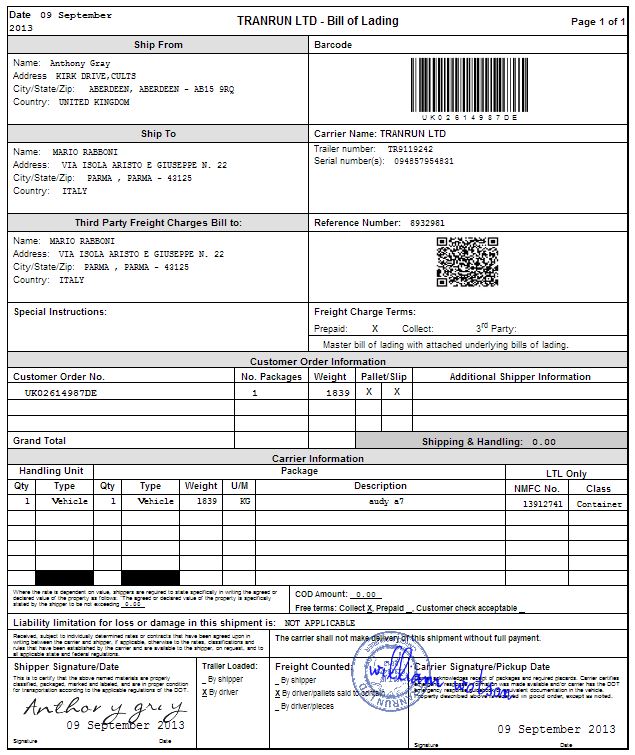 Date 09 September 2013
TRANRUN LTD - Bill of Lading
Page 1 of 1
Ship From
Name: Anthony Gray
Address KIRK DRIVE,CULTS
City/State/Zip: ABERDEEN, ABERDEEN - AB15 9RQ
Country: UNITED KINGDOM
Barcode
UK02614987DE
Ship To
Name: MARIO RABBONI
Address: VIA ISOLA ARISTO E GIUSEPPE N. 22
City/State/Zip: PARMA , PARMA - 43125
Country: ITALY
Carrier Name: TRANRUN LTD
Trailer number: TR9119242
Serial number(s): 094857954831
Third Party Freight Charges Bill to:
Name: MARIO RABBONI
Address: VIA ISOLA ARISTO E GIUSEPPE N. 22
City/State/Zip: PARMA , PARMA - 43125
Country: ITALY
Reference Number: 8932981
Special Instructions:
Freight Charge Terms:
Prepaid: X Collect: 3rd Party:
Master bill of lading with attached underlying bills of lading.
Customer Order Information
Customer Order No. No. Packages Weight Pallet/Slip Additional Shipper Information
UK02614987DE 1 1839 X X
Grand Total Shipping & Handling: 0.00
Carrier Information
Handling Unit Package LTL Only
Qty Type Qty Type Weight U/M Description NMFC No. Class
1 Vehicle 1 Vehicle 1839 KG audy a7 13912741 Container
Where the rate is dependent on value, shippers are required to state specifically in writing the agreed or
declared value of the property as follows: "The agreed or declared value of the property is specifically
stated by the shipper to be not exceeding 0.00
COD Amount: 0.00
Free terms: Collect X, Prepaid _, Customer check acceptable _
Liability limitation for loss or damage in this shipment is: NOT APPLICABLE
Received, subject to individually determined rates or contracts that have been agreed upon in
writing between the carrier and shipper, if applicable, otherwise to the rates, classifications and
rules that have been established by the carrier and are available to the shipper, on request, and to
all applicable state and federal regulations.
The carrier shall not make delivery of this shipment without full payment.
Shipper Signature/Date
This is to certify that the above named materials are properly
classified, packaged, marked and labeled, and are in proper condition
for transportation according to the applicable regulations of the DOT.
Anthony gray
09 September 2013
Signature Date
Trailer Loaded:
_ By shipper
X By driver
Freight Counted:
_ By shipper
X By driver/pallets said to contain
_ By driver/pieces
TRANRUN
william watson
Carrier Signature/Pickup Date
acknowledges receipt of packages and required placards. Carrier certifies
emergency response information was made available and/or carrier has the DOT
emergency response guidebook or equivalent documentation in the vehicle.
Property described above is received in good order, except as noted.
09 September 2013
Signature Date